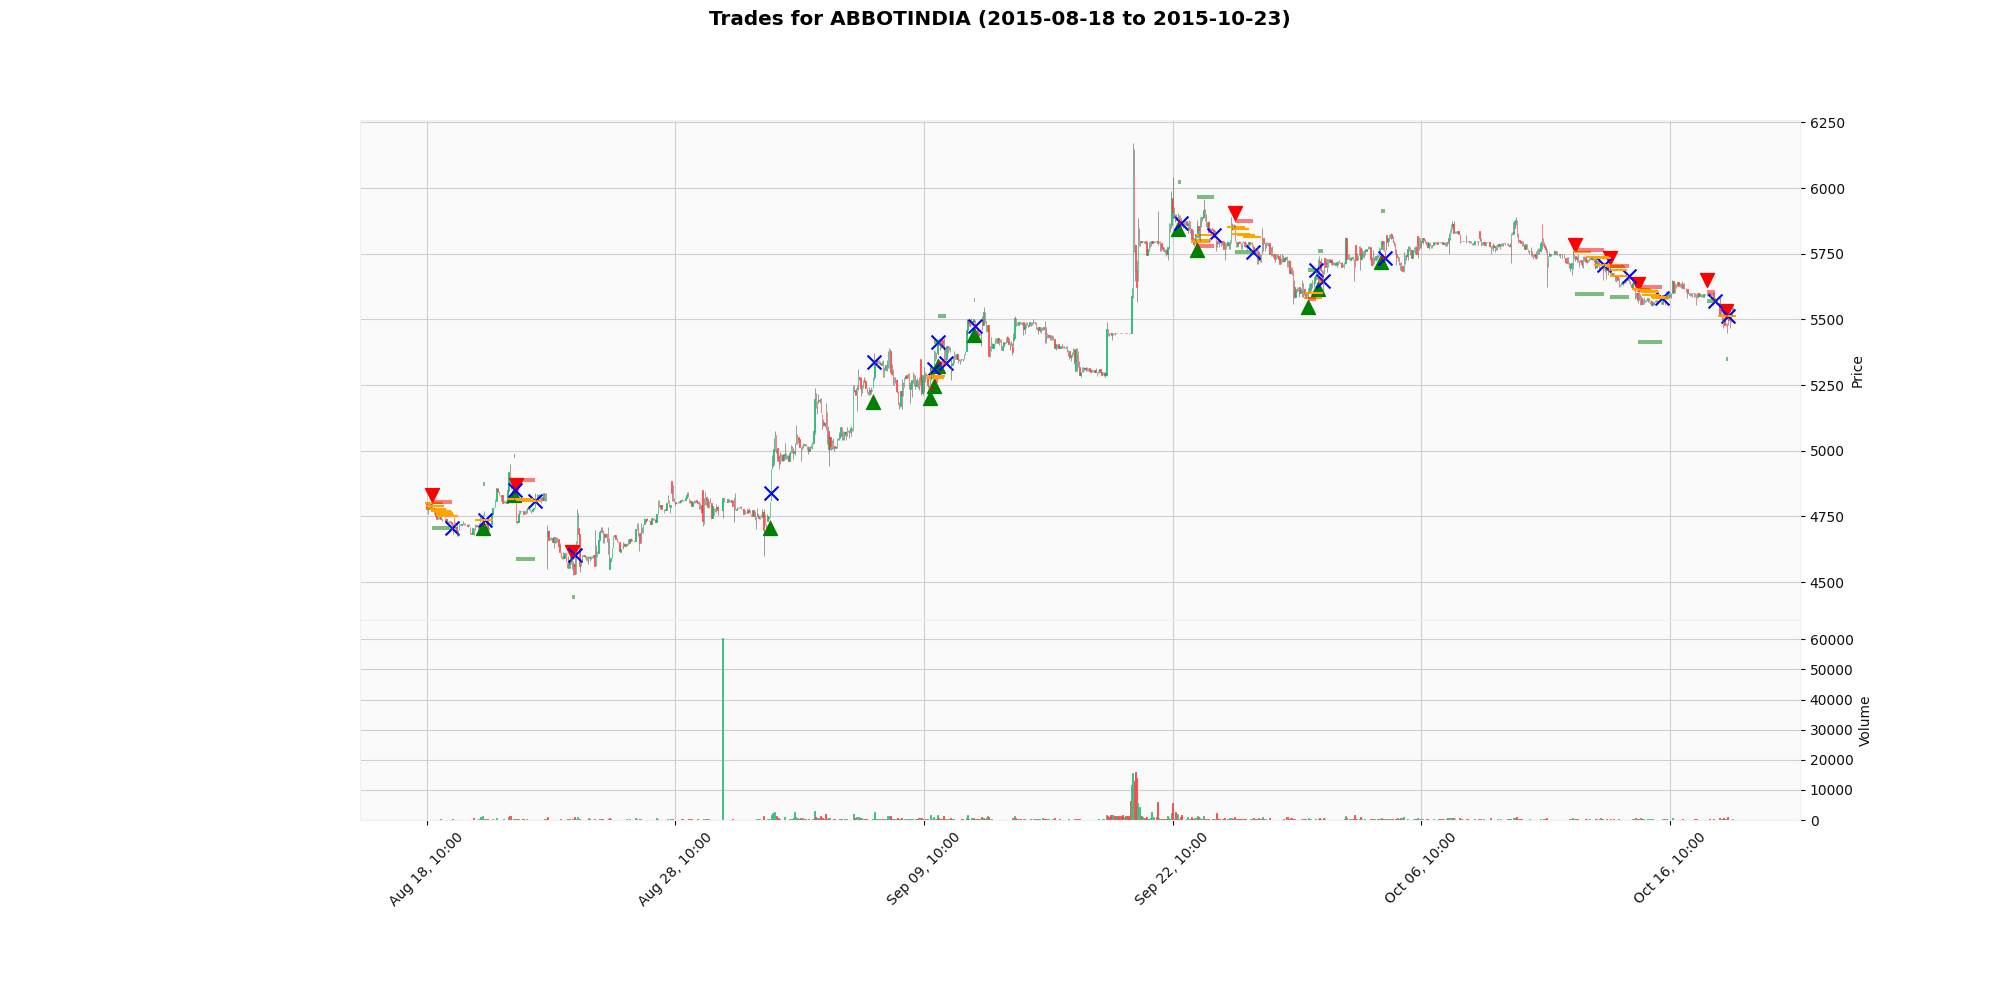 Trades for ABBOTINDIA (2015-08-18 to 2015-10-23)
6250
6000
5750
5500
5250
5000
4750
4500
Price
60000
50000
40000
30000
20000
10000
0
Volume
Aug 18, 10:00
Aug 28, 10:00
Sep 09, 10:00
Sep 22, 10:00
Oct 06, 10:00
Oct 16, 10:00